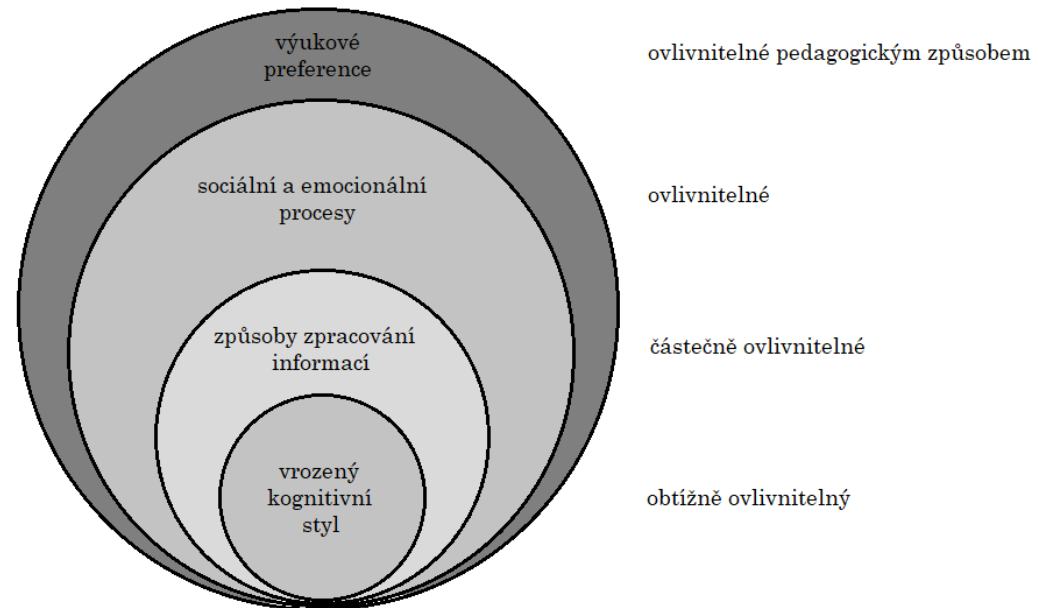 výukové
preference
ovlivnitelné pedagogickým způsobem
sociální a emocionální
procesy
ovlivnitelné
způsoby zpracování
informací
částečně ovlivnitelné
vrozený
kognitivní
styl
obtížně ovlivnitelný